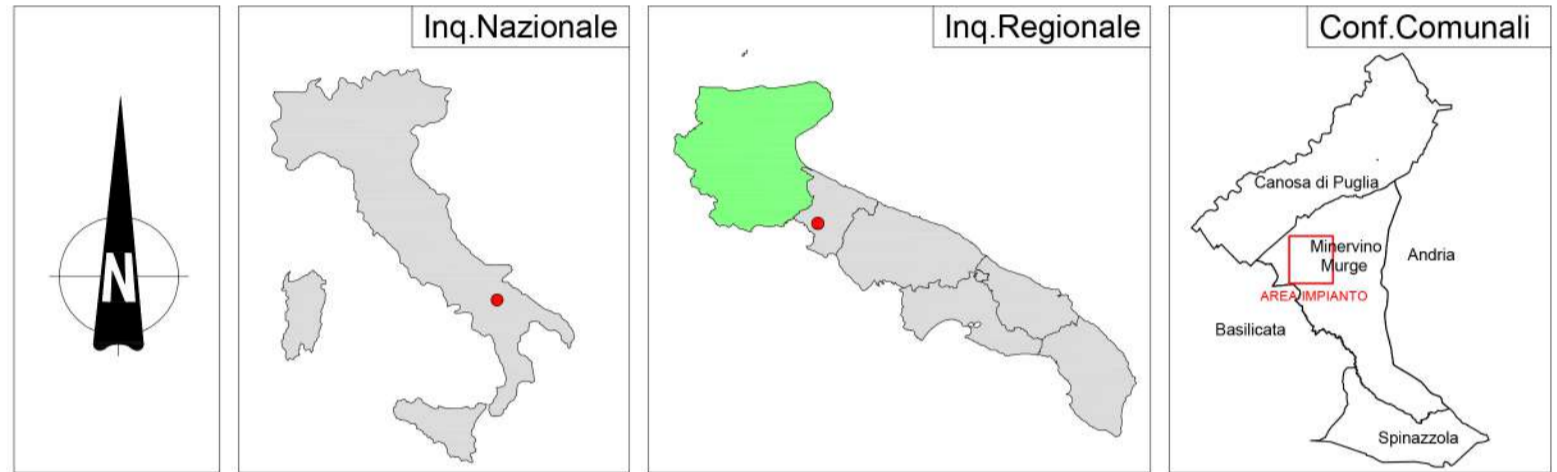 N
Inq.Nazionale
Inq.Regionale
Conf.Comunali
Canosa di Puglia
Minervino
Murge
Andria
AREA IMPIANTO
Basilicata
Spinazzola